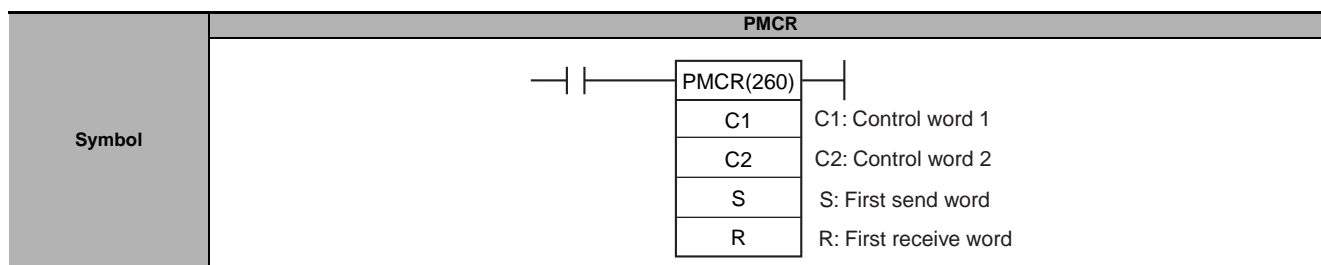 PMCR
Symbol
PMCR(260)
C1 C1: Control word 1
C2 C2: Control word 2
S S: First send word
R R: First receive word